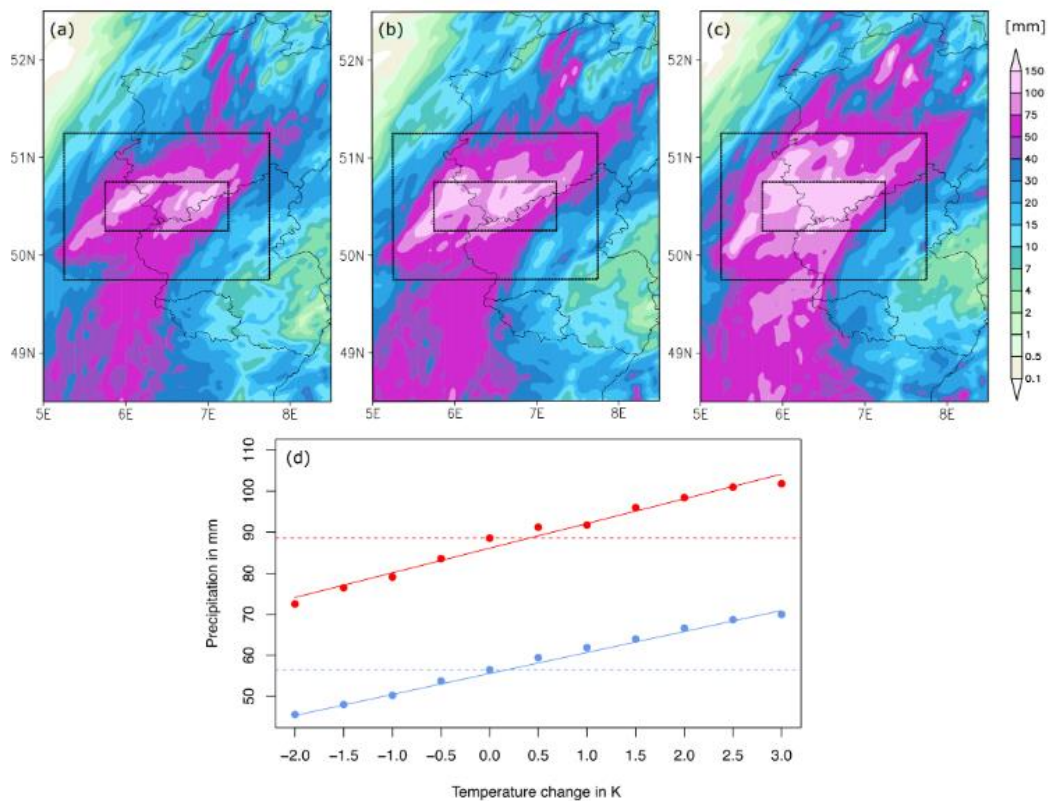 (a)
(b)
(c)
[mm]
52N
51N
50N
49N
5E
6E
7E
8E
52N
51N
50N
49N
5E
6E
7E
8E
52N
51N
50N
49N
5E
6E
7E
8E
150
100
75
50
40
30
20
15
10
7
4
2
1
0.5
0.1
(d)
110
100
90
80
70
60
50
Precipitation in mm
-2.0 -1.5 -1.0 -0.5 0.0 0.5 1.0 1.5 2.0 2.5 3.0
Temperature change in K